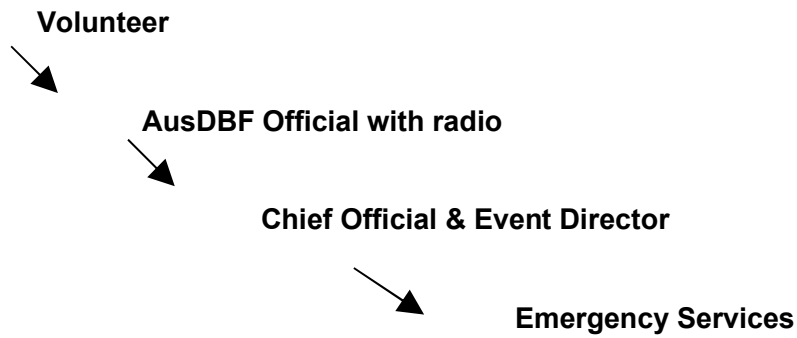 Volunteer
AusDBF Official with radio
Chief Official & Event Director
Emergency Services